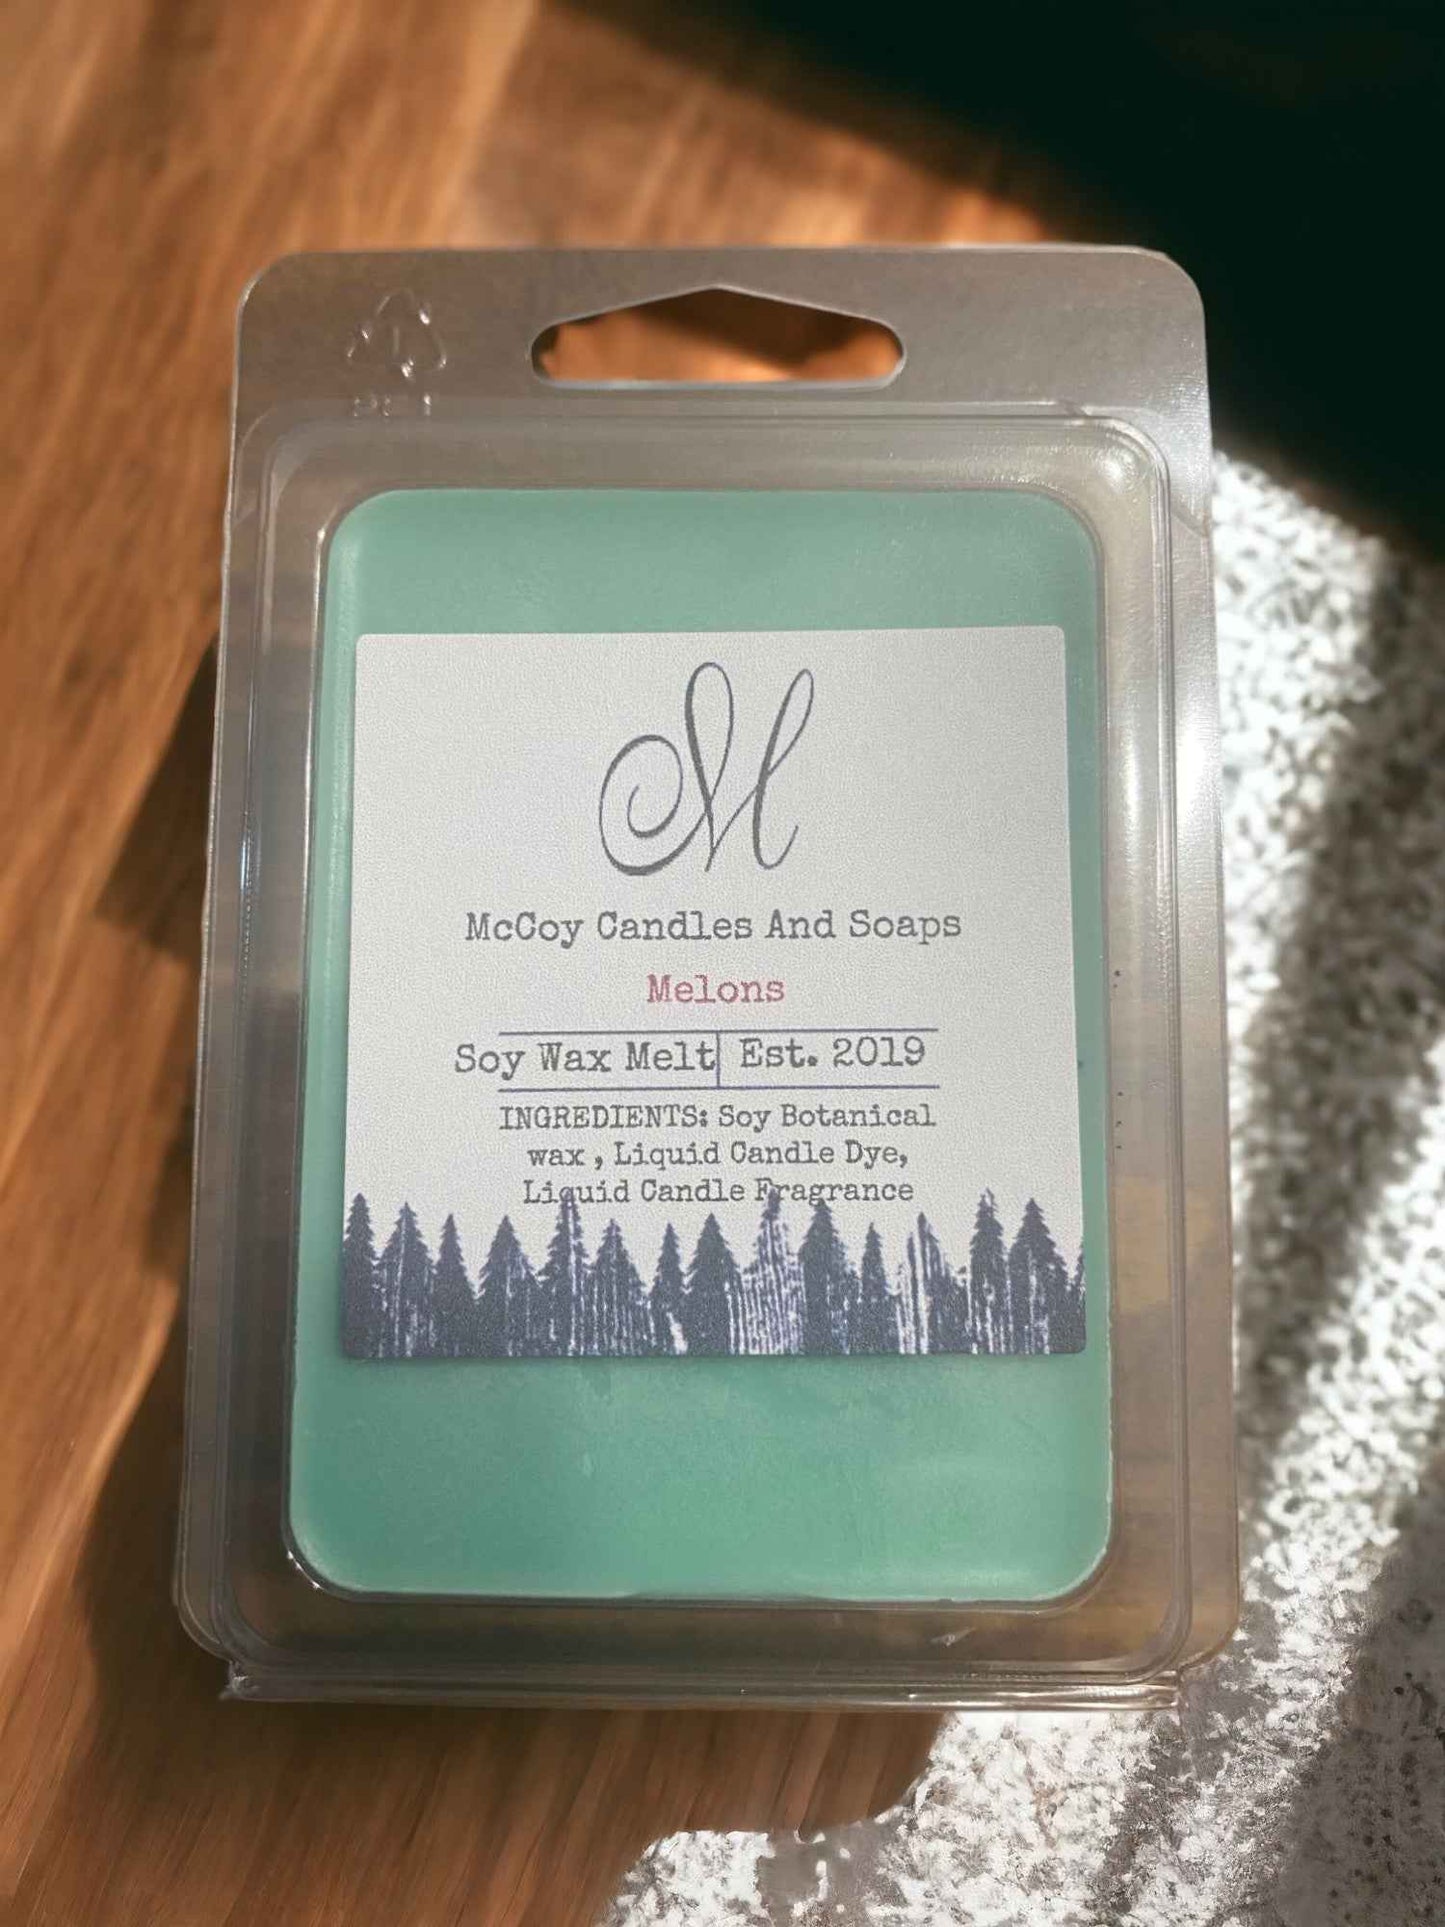 M
McCoy Candles And Soaps
Melons
Soy Wax Melt Est. 2019
INGREDIENTS: Soy Botanical
wax , Liquid Candle Dye,
Liquid Candle Fragrance